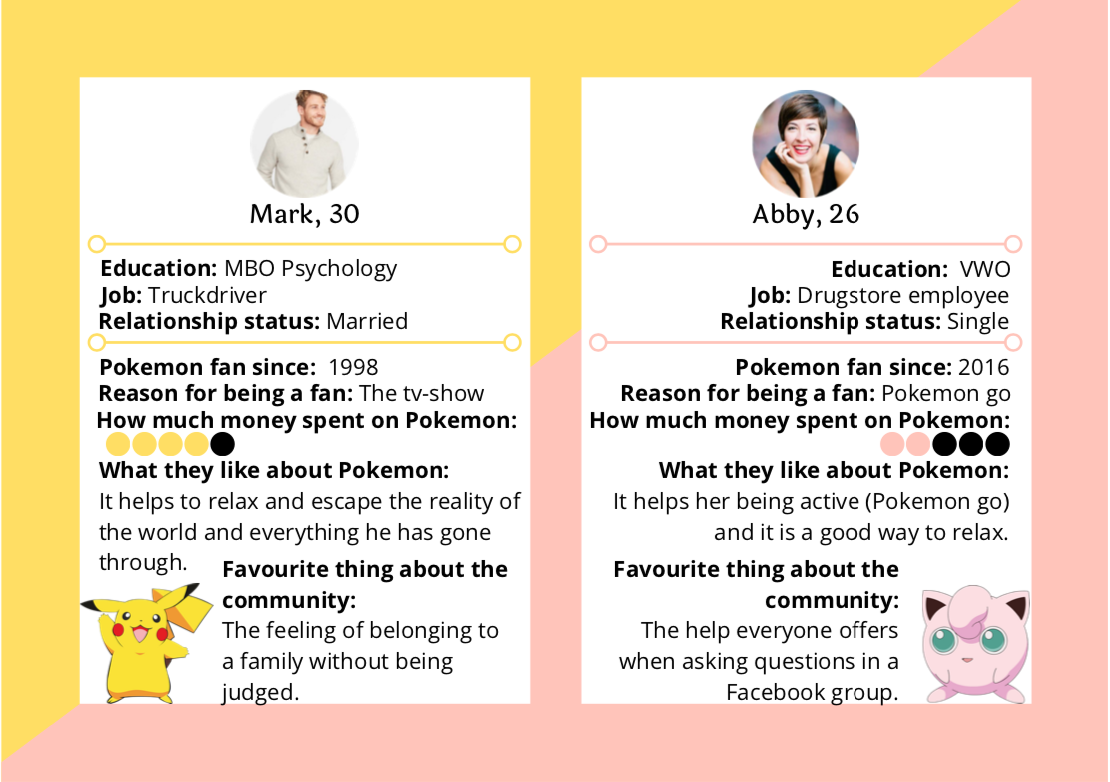 Mark, 30
Education: MBO Psychology
Job: Truckdriver
Relationship status: Married
Pokemon fan since: 1998
Reason for being a fan: The tv-show
How much money spent on Pokemon:
What they like about Pokemon:
It helps to relax and escape the reality of
the world and everything he has gone
through.
Favourite thing about the
community:
The feeling of belonging to
a family without being
judged.
Abby, 26
Education: VWO
Job: Drugstore employee
Relationship status: Single
Pokemon fan since: 2016
Reason for being a fan: Pokemon go
How much money spent on Pokemon:
What they like about Pokemon:
It helps her being active (Pokemon go)
and it is a good way to relax.
Favourite thing about the
community:
The help everyone offers
when asking questions in a
Facebook group.